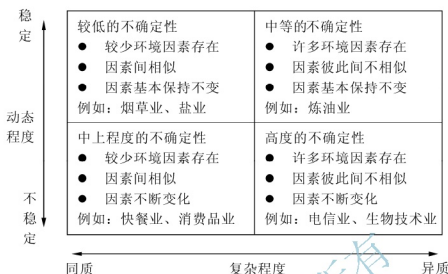 稳
定
动态
程度
不
稳
定
较低的不确定性
● 较少环境因素存在
● 因素间相似
● 因素基本保持不变
例如：烟草业、盐业
中等的不确定性
● 许多环境因素存在
● 因素彼此间不相似
● 因素基本保持不变
例如：炼油业
中上程度的不确定性
● 较少环境因素存在
● 因素间相似
● 因素不断变化
例如：快餐业、消费品业
高度的不确定性
● 许多环境因素存在
● 因素彼此间不相似
● 因素不断变化
例如：电信业、生物技术业
同质 复杂程度 异质
有